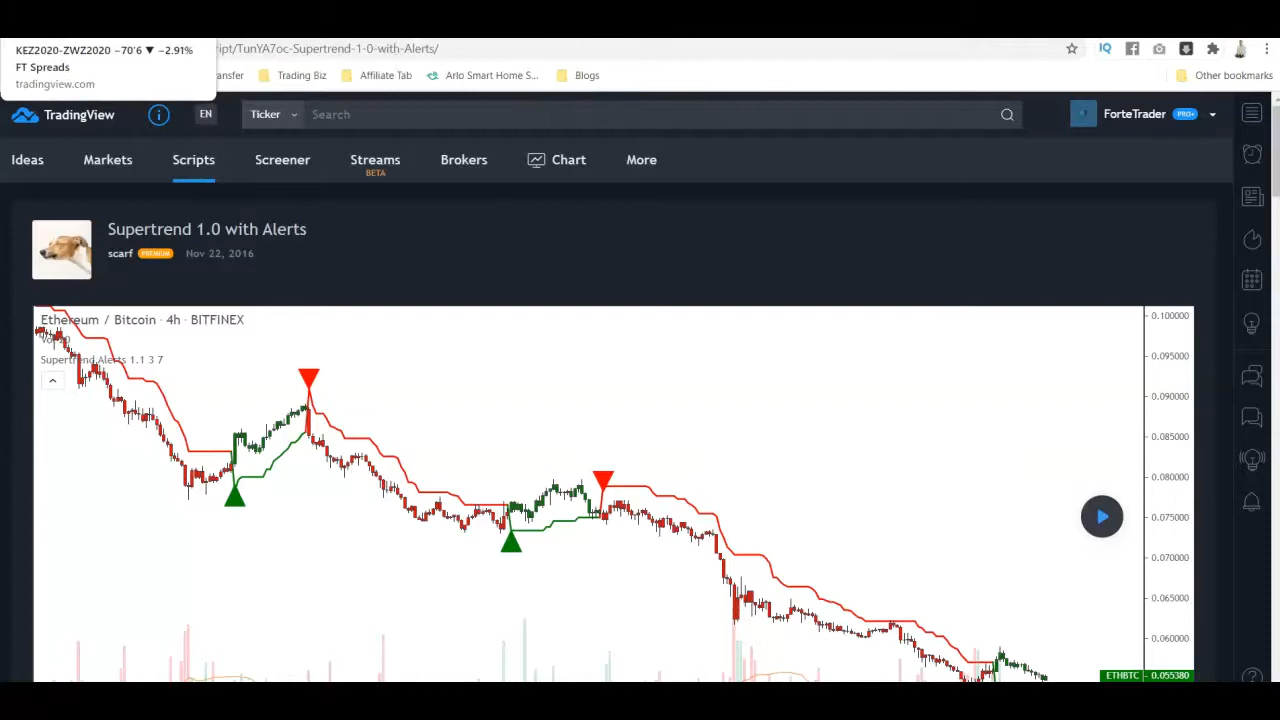 KEZ2020-ZWZ2020 −70'6 ▼ −2.91%
FT Spreads
tradingview.com
ipt/TunYA7oc-Supertrend-1-0-with-Alerts/
nsfer
Trading Biz
Affiliate Tab
Arlo Smart Home S...
Blogs
Other bookmarks
TradingView
EN
Ticker
Search
ForteTrader PRO+
Ideas
Markets
Scripts
Screener
Streams
BETA
Brokers
Chart
More
Supertrend 1.0 with Alerts
scarf PREMIUM Nov 22, 2016
Ethereum / Bitcoin · 4h · BITFINEX
Supertrend Alerts 1.1 3 7
0.100000
0.095000
0.090000
0.085000
0.080000
0.075000
0.070000
0.065000
0.060000
ETHBTC 0.055380